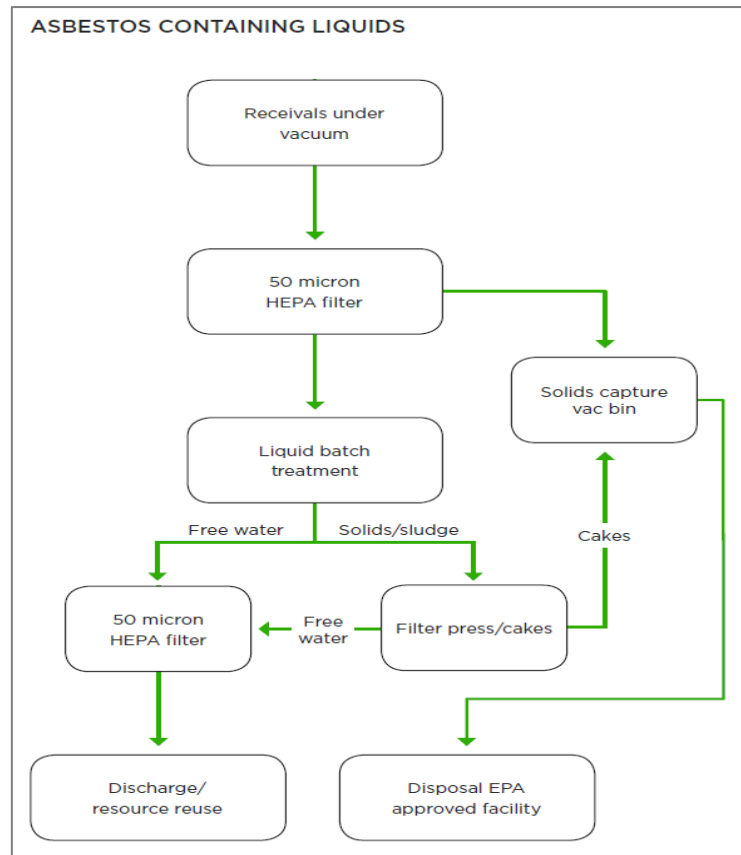 ASBESTOS CONTAINING LIQUIDS
Receivals under
vacuum
50 micron
HEPA filter
Solids capture
vac bin
Liquid batch
treatment
Free water
Solids/sludge
Cakes
50 micron
HEPA filter
Free
water
Filter press/cakes
Discharge/
resource reuse
Disposal EPA
approved facility